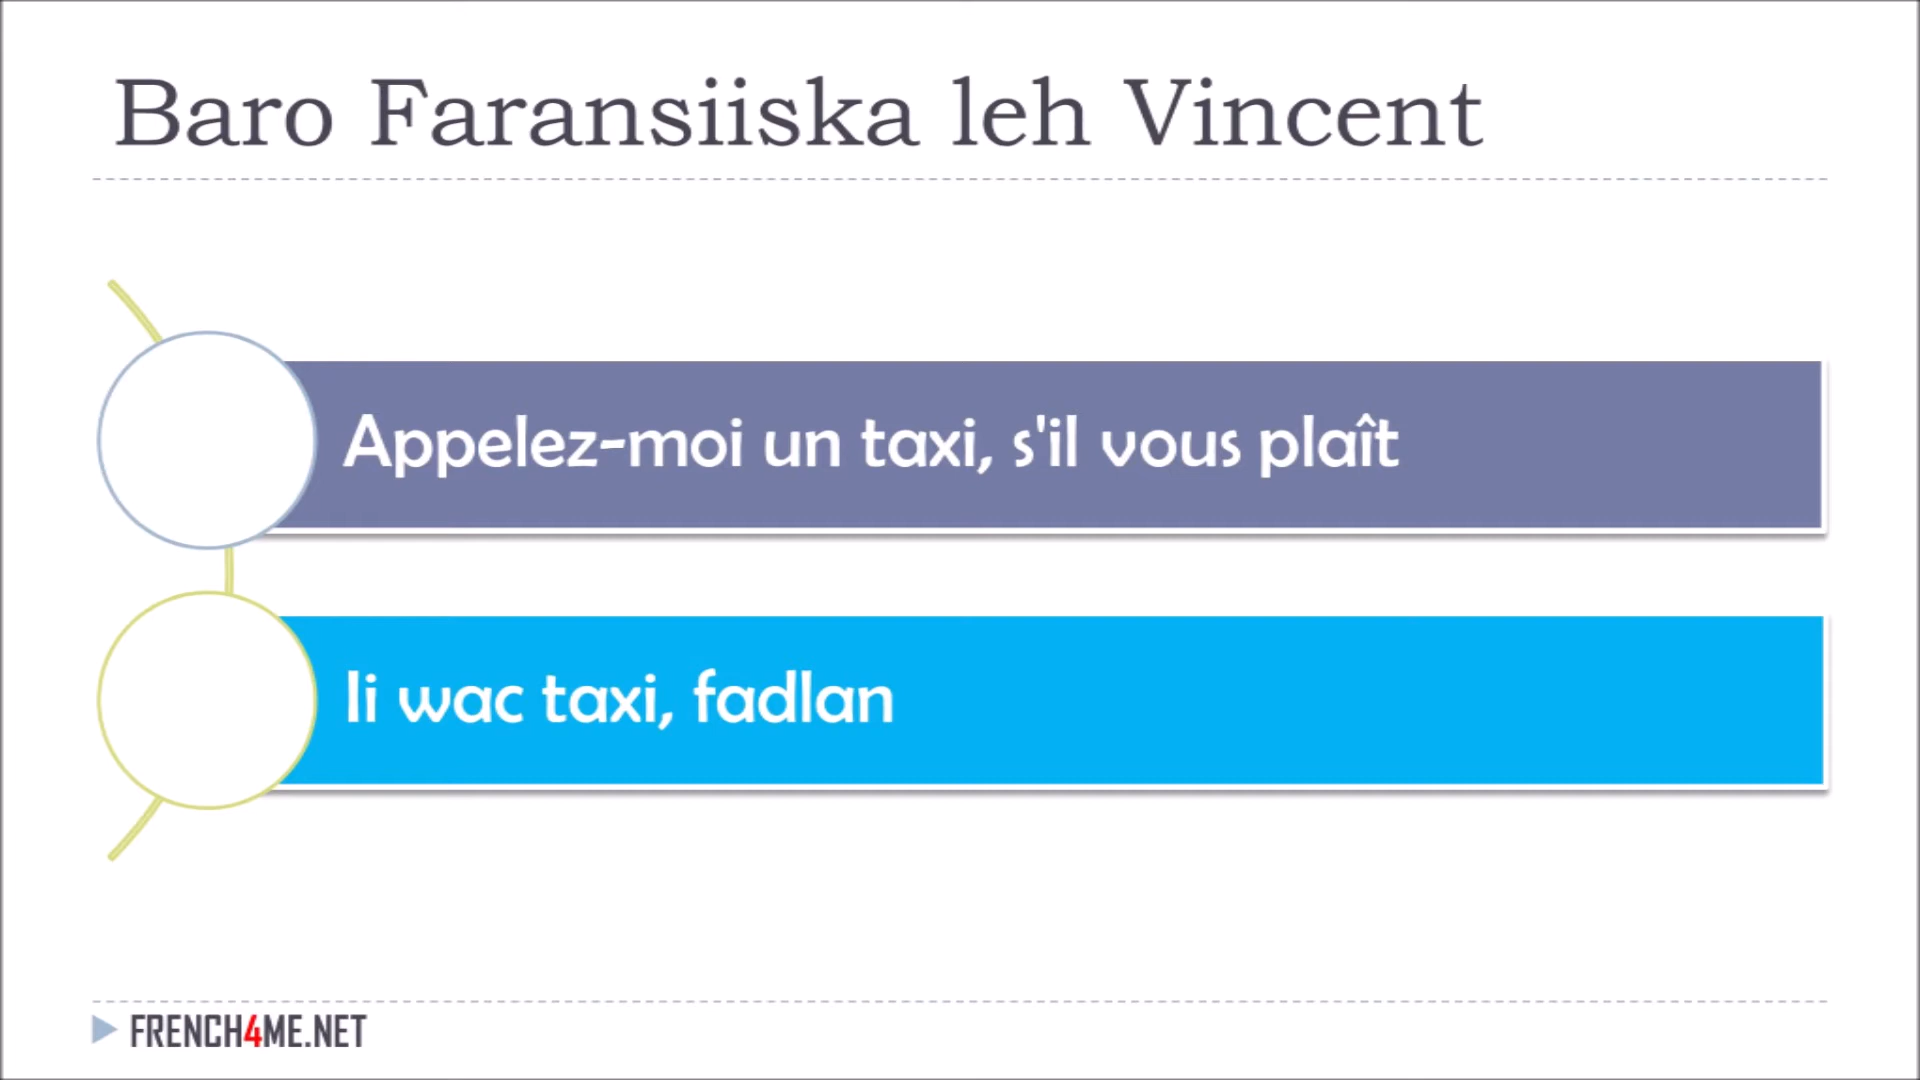 Baro Faransiiska leh Vincent
Appelez-moi un taxi, s'il vous plaît
Ii wac taxi, fadlan
FRENCH4ME.NET